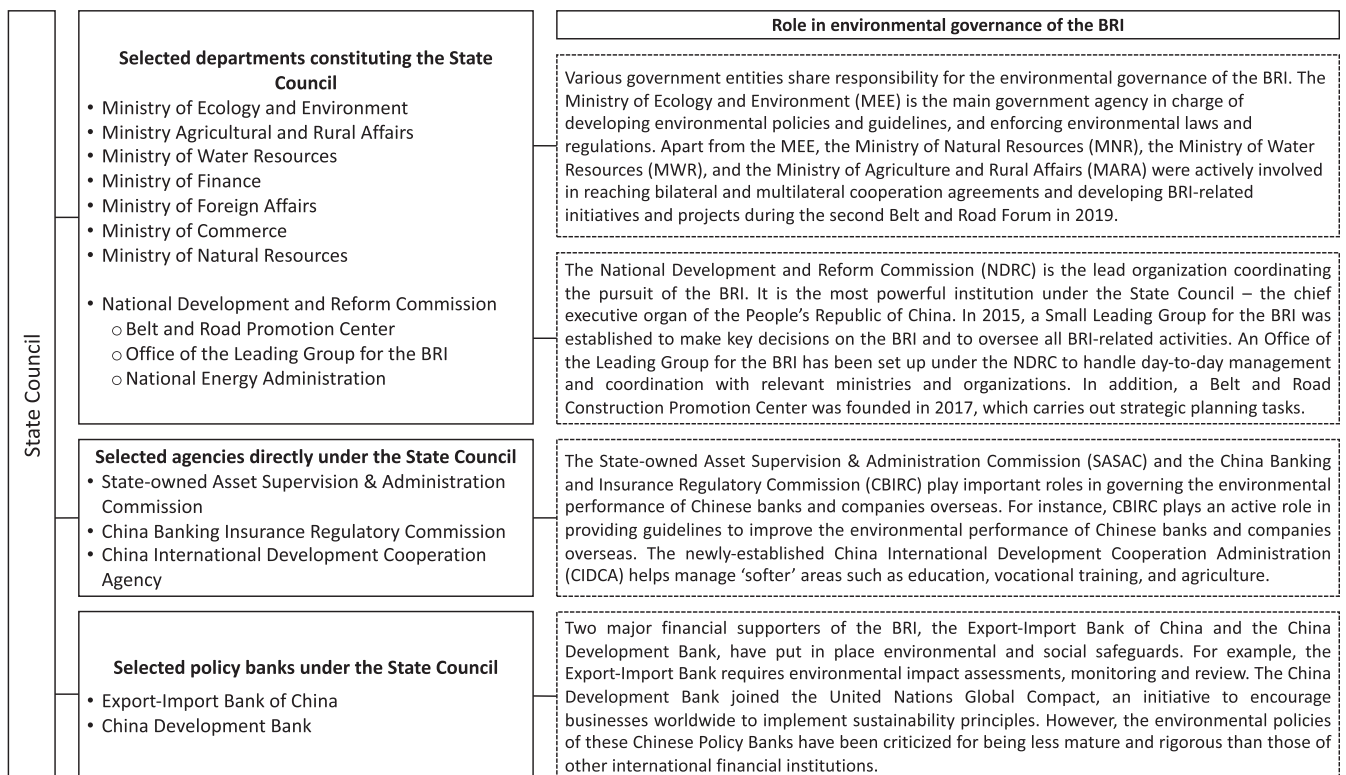 State Council
Selected departments constituting the State
Council
• Ministry of Ecology and Environment
• Ministry Agricultural and Rural Affairs
• Ministry of Water Resources
• Ministry of Finance
• Ministry of Foreign Affairs
• Ministry of Commerce
• Ministry of Natural Resources
• National Development and Reform Commission
o Belt and Road Promotion Center
o Office of the Leading Group for the BRI
o National Energy Administration
Selected agencies directly under the State Council
• State-owned Asset Supervision & Administration
Commission
• China Banking Insurance Regulatory Commission
• China International Development Cooperation
Agency
Selected policy banks under the State Council
• Export-Import Bank of China
• China Development Bank
Role in environmental governance of the BRI
Various government entities share responsibility for the environmental governance of the BRI. The
Ministry of Ecology and Environment (MEE) is the main government agency in charge of
developing environmental policies and guidelines, and enforcing environmental laws and
regulations. Apart from the MEE, the Ministry of Natural Resources (MNR), the Ministry of Water
Resources (MWR), and the Ministry of Agriculture and Rural Affairs (MARA) were actively involved
in reaching bilateral and multilateral cooperation agreements and developing BRI-related
initiatives and projects during the second Belt and Road Forum in 2019.
The National Development and Reform Commission (NDRC) is the lead organization coordinating
the pursuit of the BRI. It is the most powerful institution under the State Council – the chief
executive organ of the People's Republic of China. In 2015, a Small Leading Group for the BRI was
established to make key decisions on the BRI and to oversee all BRI-related activities. An Office of
the Leading Group for the BRI has been set up under the NDRC to handle day-to-day management
and coordination with relevant ministries and organizations. In addition, a Belt and Road
Construction Promotion Center was founded in 2017, which carries out strategic planning tasks.
The State-owned Asset Supervision & Administration Commission (SASAC) and the China Banking
and Insurance Regulatory Commission (CBIRC) play important roles in governing the environmental
performance of Chinese banks and companies overseas. For instance, CBIRC plays an active role in
providing guidelines to improve the environmental performance of Chinese banks and companies
overseas. The newly-established China International Development Cooperation Administration
(CIDCA) helps manage ‘softer’ areas such as education, vocational training, and agriculture.
Two major financial supporters of the BRI, the Export-Import Bank of China and the China
Development Bank, have put in place environmental and social safeguards. For example, the
Export-Import Bank requires environmental impact assessments, monitoring and review. The China
Development Bank joined the United Nations Global Compact, an initiative to encourage
businesses worldwide to implement sustainability principles. However, the environmental policies
of these Chinese Policy Banks have been criticized for being less mature and rigorous than those of
other international financial institutions.